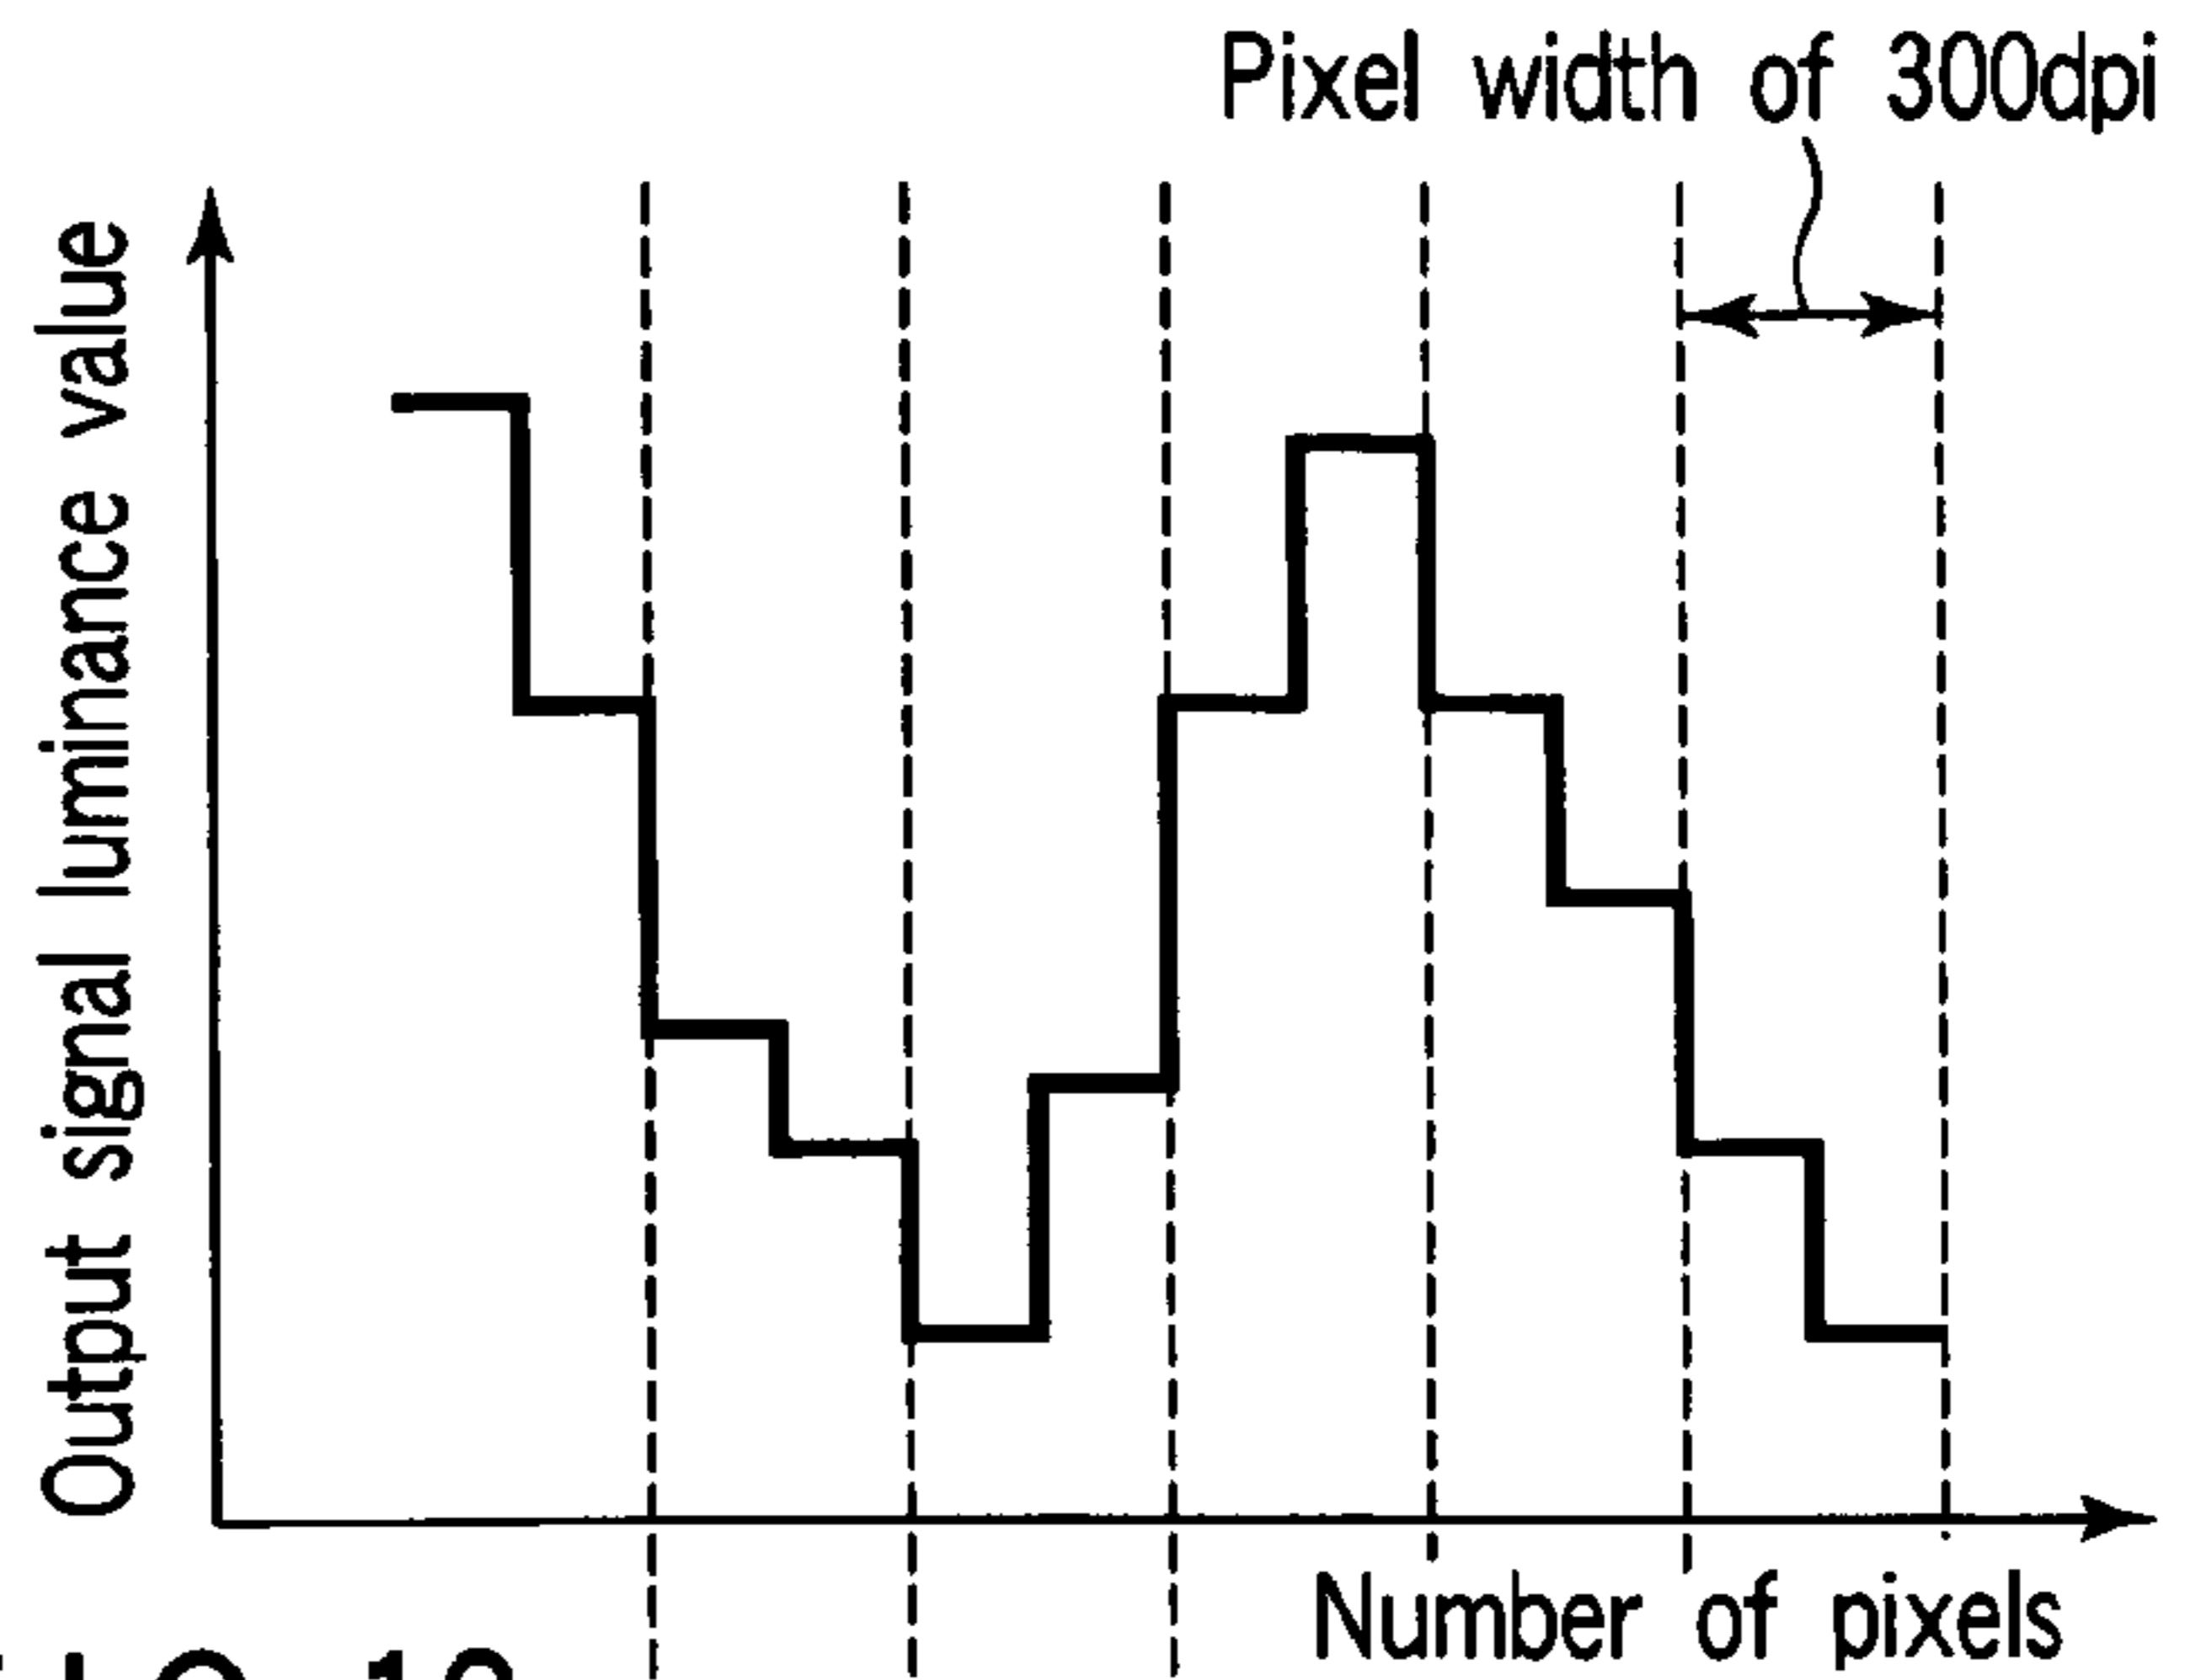 Pixel width of 300dpi
Output signal luminance value
Number of pixels